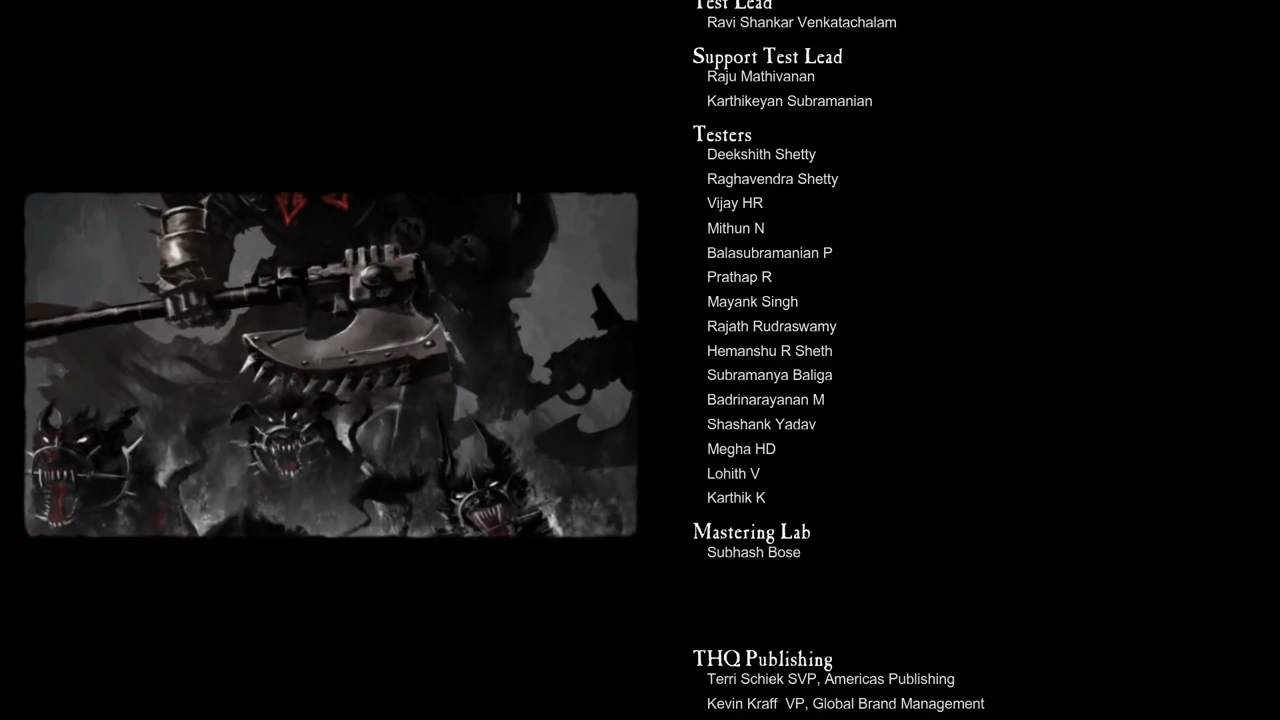 Test Lead
Ravi Shankar Venkatachalam
Support Test Lead
Raju Mathivanan
Karthikeyan Subramanian
Testers
Deekshith Shetty
Raghavendra Shetty
Vijay HR
Mithun N
Balasubramanian P
Prathap R
Mayank Singh
Rajath Rudraswamy
Hemanshu R Sheth
Subramanya Baliga
Badrinarayanan M
Shashank Yadav
Megha HD
Lohith V
Karthik K
Mastering Lab
Subhash Bose
THQ Publishing
Terri Schiek SVP, Americas Publishing
Kevin Kraff  VP, Global Brand Management